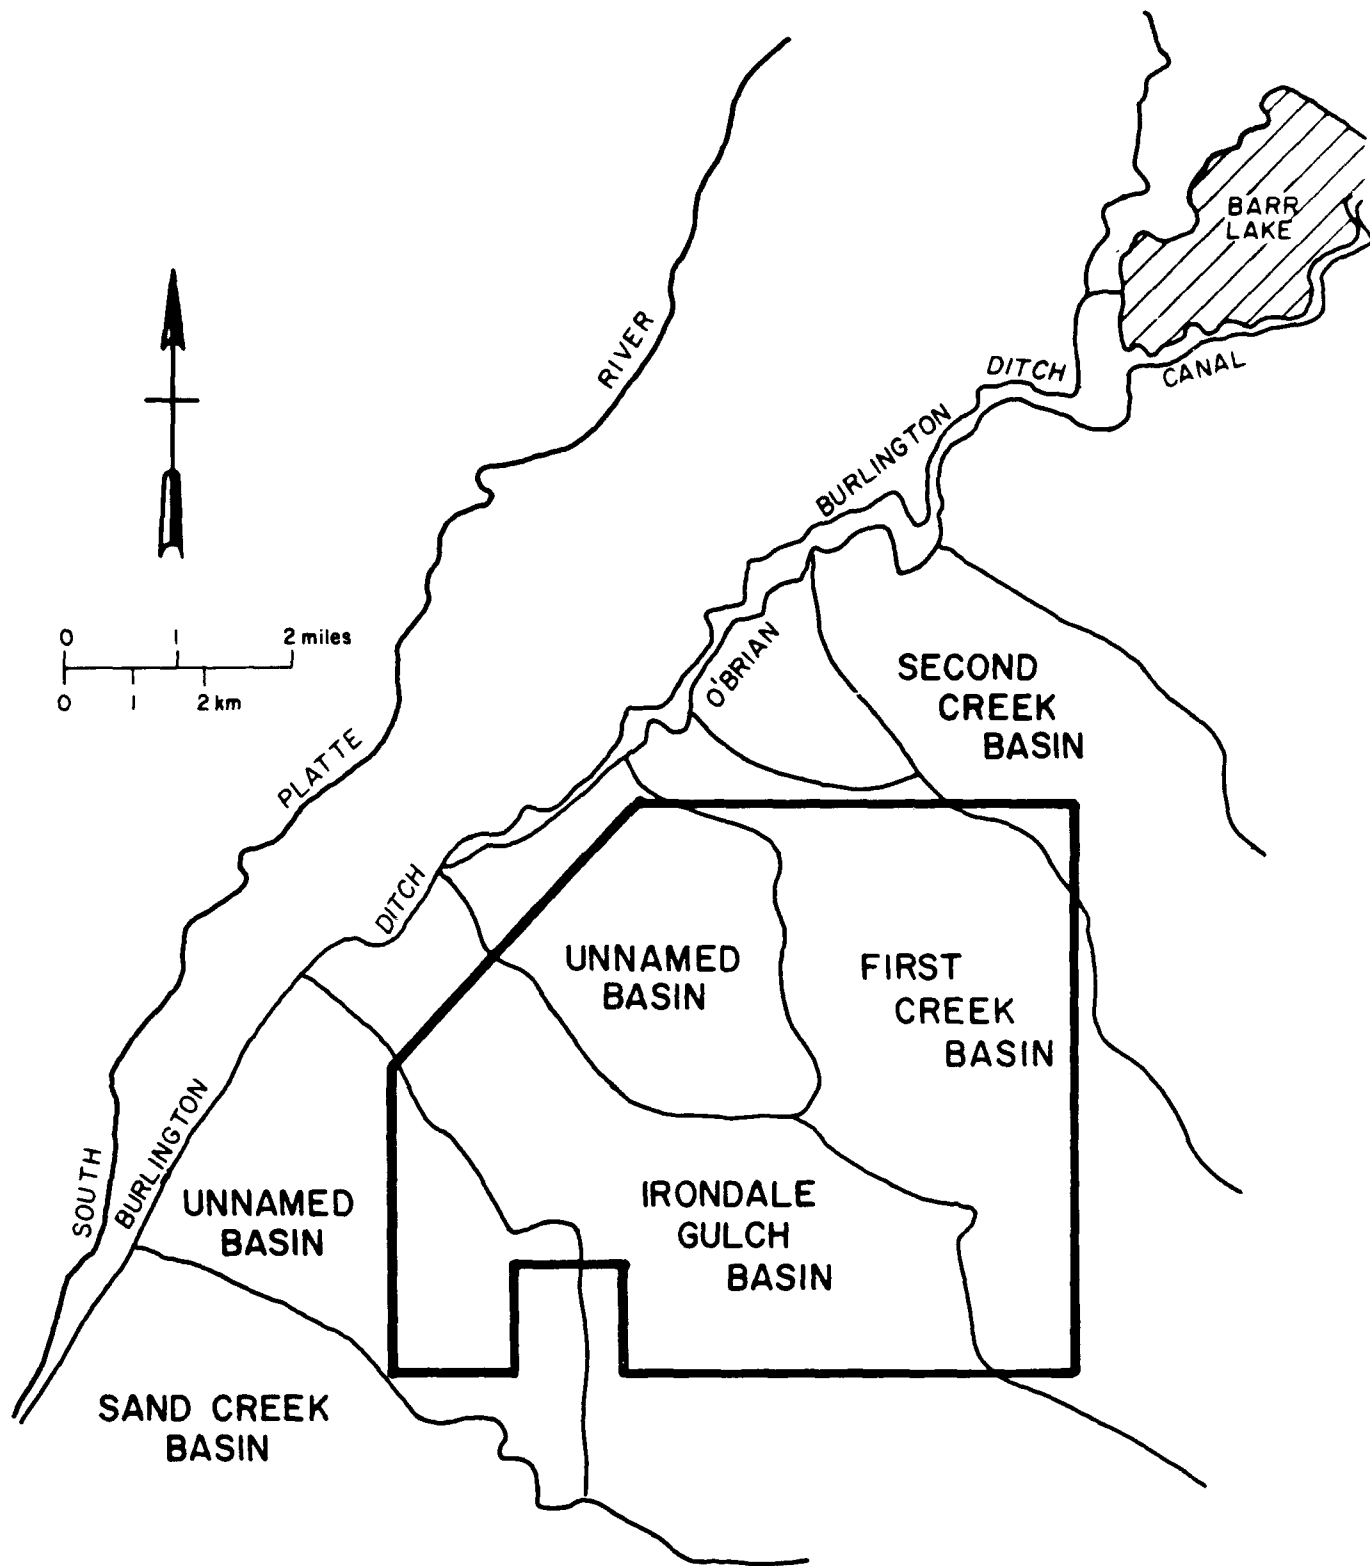 BARR
LAKE
RIVER
DITCH
CANAL
BURLINGTON
0 1 2 miles
0 1 2 km
O'BRIAN
SECOND
CREEK
BASIN
PLATTE
DITCH
UNNAMED
BASIN
FIRST
CREEK
BASIN
BURLINGTON
SOUTH
UNNAMED
BASIN
IRONDALE
GULCH
BASIN
SAND CREEK
BASIN